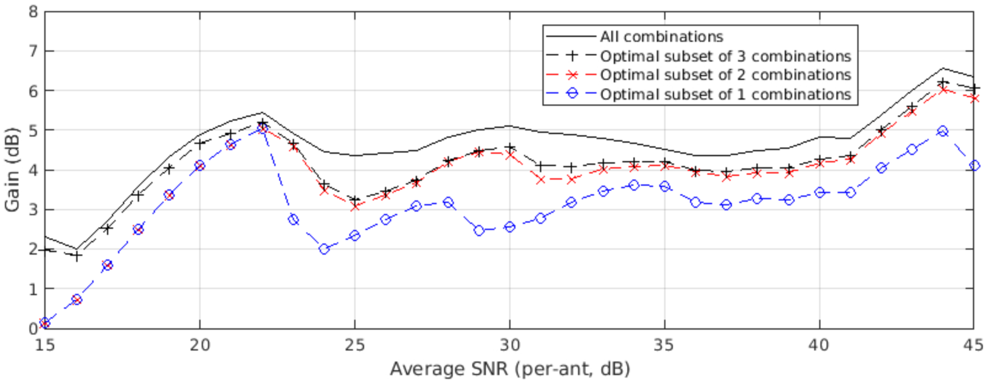 Gain (dB)
8
7
6
5
4
3
2
1
0
All combinations
Optimal subset of 3 combinations
Optimal subset of 2 combinations
Optimal subset of 1 combinations
15 20 25 30 35 40 45
Average SNR (per-ant, dB)